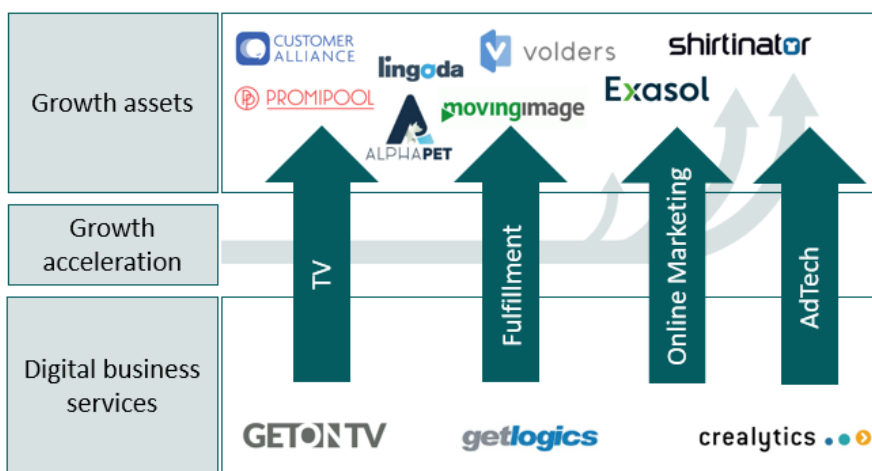 Growth assets
CUSTOMER
ALLIANCE
lingoda
volders
shirtinator
PROMIPOOL
ALPHAPET
movingimage
Exasol
Growth
acceleration
TV
Fulfillment
Online Marketing
AdTech
Digital business
services
GETONTV
getlogics
crealytics